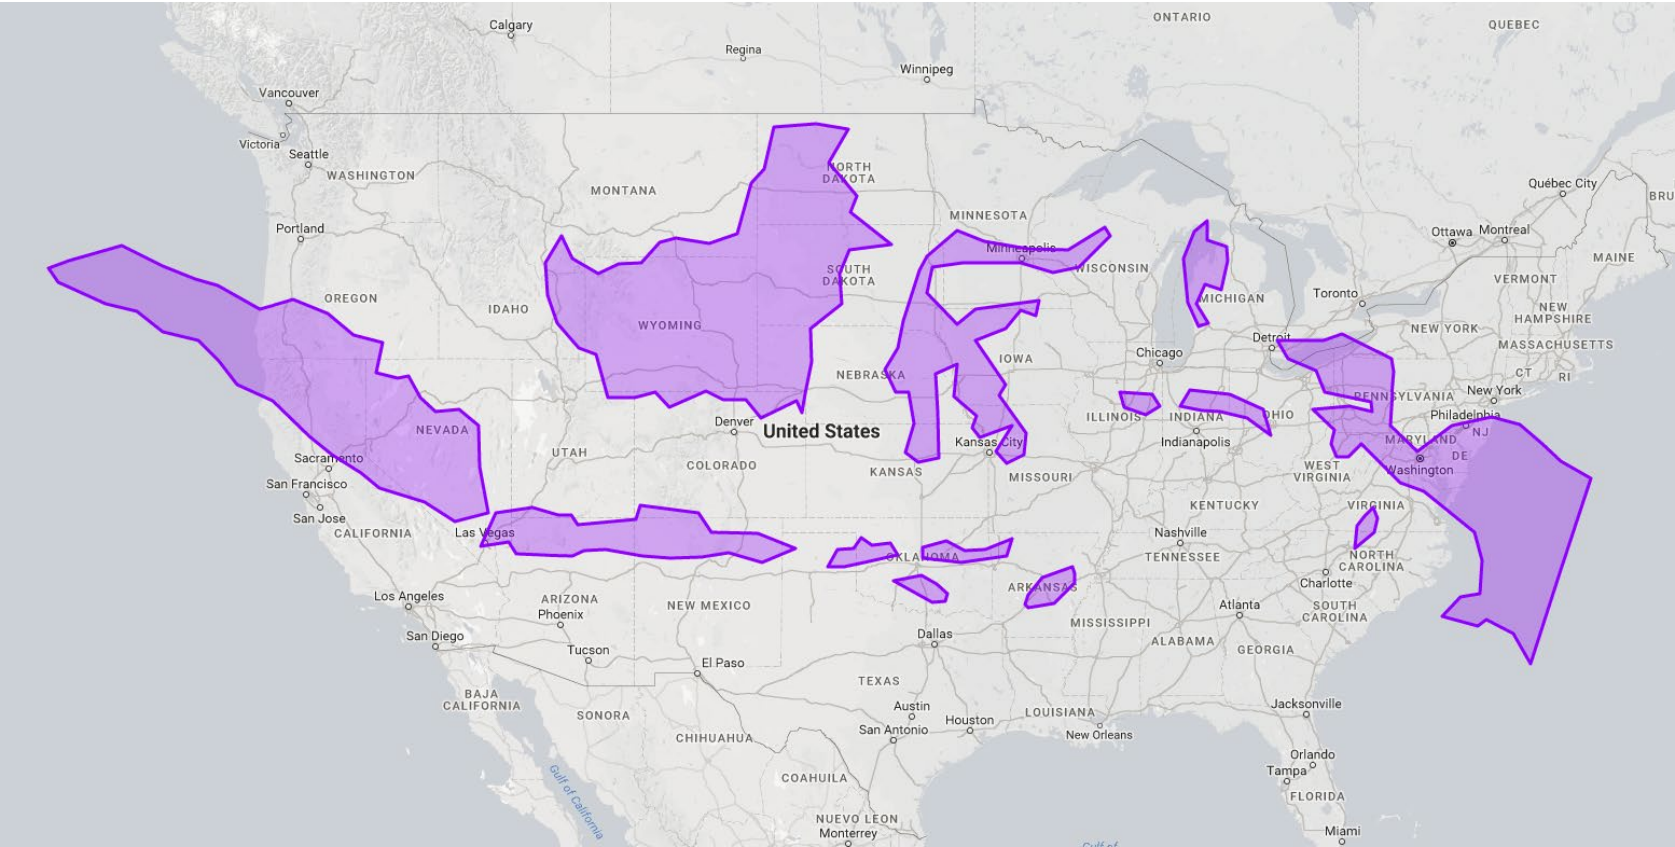 Calgary
ONTARIO
QUEBEC
Regina
Winnipeg
Vancouver
Victoria
Seattle
WASHINGTON
MONTANA
NORTH
DAKOTA
Québec City
BRU
Portland
MINNESOTA
Ottawa
Montreal
Minneapolis
MAINE
WISCONSIN
SOUTH
DAKOTA
VERMONT
OREGON
IDAHO
MICHIGAN
Toronto
NEW
HAMPSHIRE
WYOMING
NEW YORK
Detroit
MASSACHUSETTS
Chicago
IOWA
NEBRASKA
CT
RI
PENNSYLVANIA
New York
NEVADA
Denver
United States
ILLINOIS
INDIANA
OHIO
Philadelphia
NJ
Indianapolis
MARYLAND
Kansas City
UTAH
DE
Sacramento
COLORADO
KANSAS
MISSOURI
WEST
VIRGINIA
Washington
San Francisco
San Jose
CALIFORNIA
Las Vegas
KENTUCKY
VIRGINIA
Nashville
TENNESSEE
OKLAHOMA
NORTH
CAROLINA
Charlotte
ARKANSAS
Los Angeles
ARIZONA
Phoenix
NEW MEXICO
Atlanta
SOUTH
CAROLINA
MISSISSIPPI
San Diego
Dallas
ALABAMA
GEORGIA
Tucson
El Paso
TEXAS
BAJA
CALIFORNIA
SONORA
Austin
San Antonio
Houston
LOUISIANA
New Orleans
Jacksonville
CHIHUAHUA
Orlando
Tampa
Gulf of California
COAHUILA
FLORIDA
NUEVO LEON
Monterrey
Miami
Gulf of